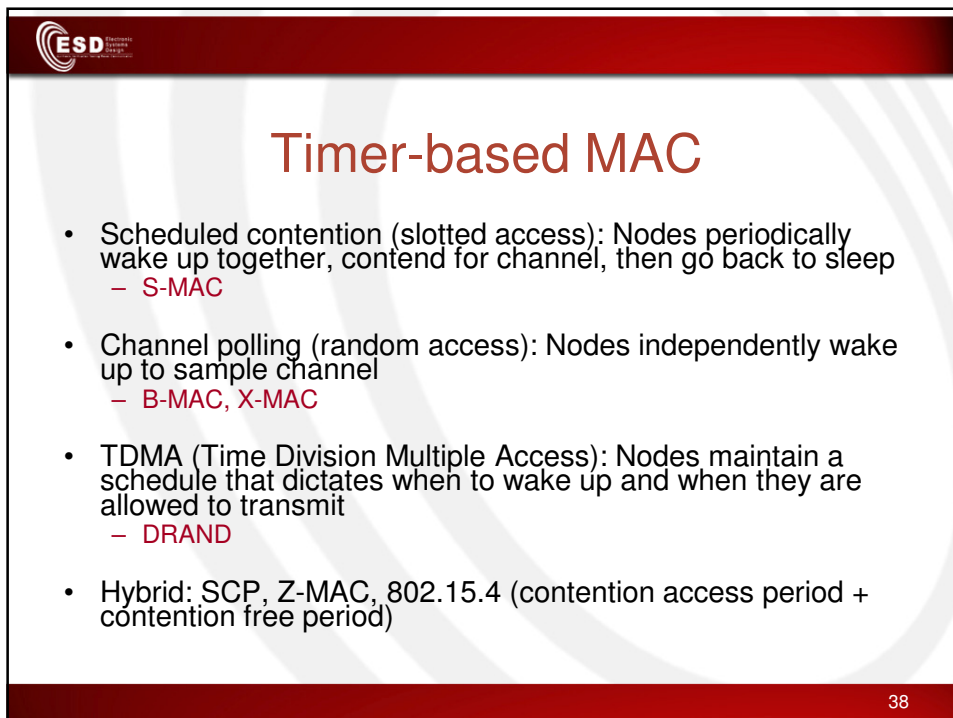 ESD Electronic
Systems
Design
Timer-based MAC
• Scheduled contention (slotted access): Nodes periodically
wake up together, contend for channel, then go back to sleep
– S-MAC
• Channel polling (random access): Nodes independently wake
up to sample channel
– B-MAC, X-MAC
• TDMA (Time Division Multiple Access): Nodes maintain a
schedule that dictates when to wake up and when they are
allowed to transmit
– DRAND
• Hybrid: SCP, Z-MAC, 802.15.4 (contention access period +
contention free period)
38